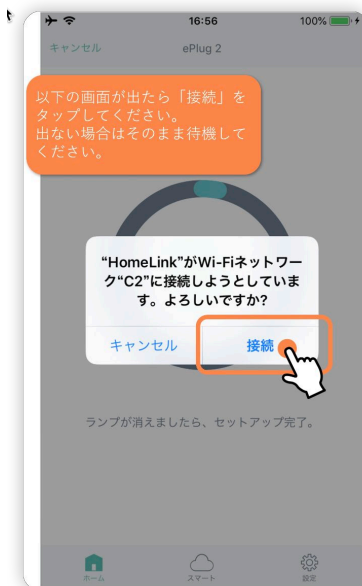 16:56
100%
キャンセル
ePlug 2
以下の画面が出たら「接続」を
タップしてください。
出ない場合はそのまま待機して
ください。
“HomeLink”がWi-Fiネットワー
ク“C2”に接続しようとしていま
す。よろしいですか?
キャンセル
接続
ランプが消えましたら、セットアップ完了。
ホーム
スマート
設定